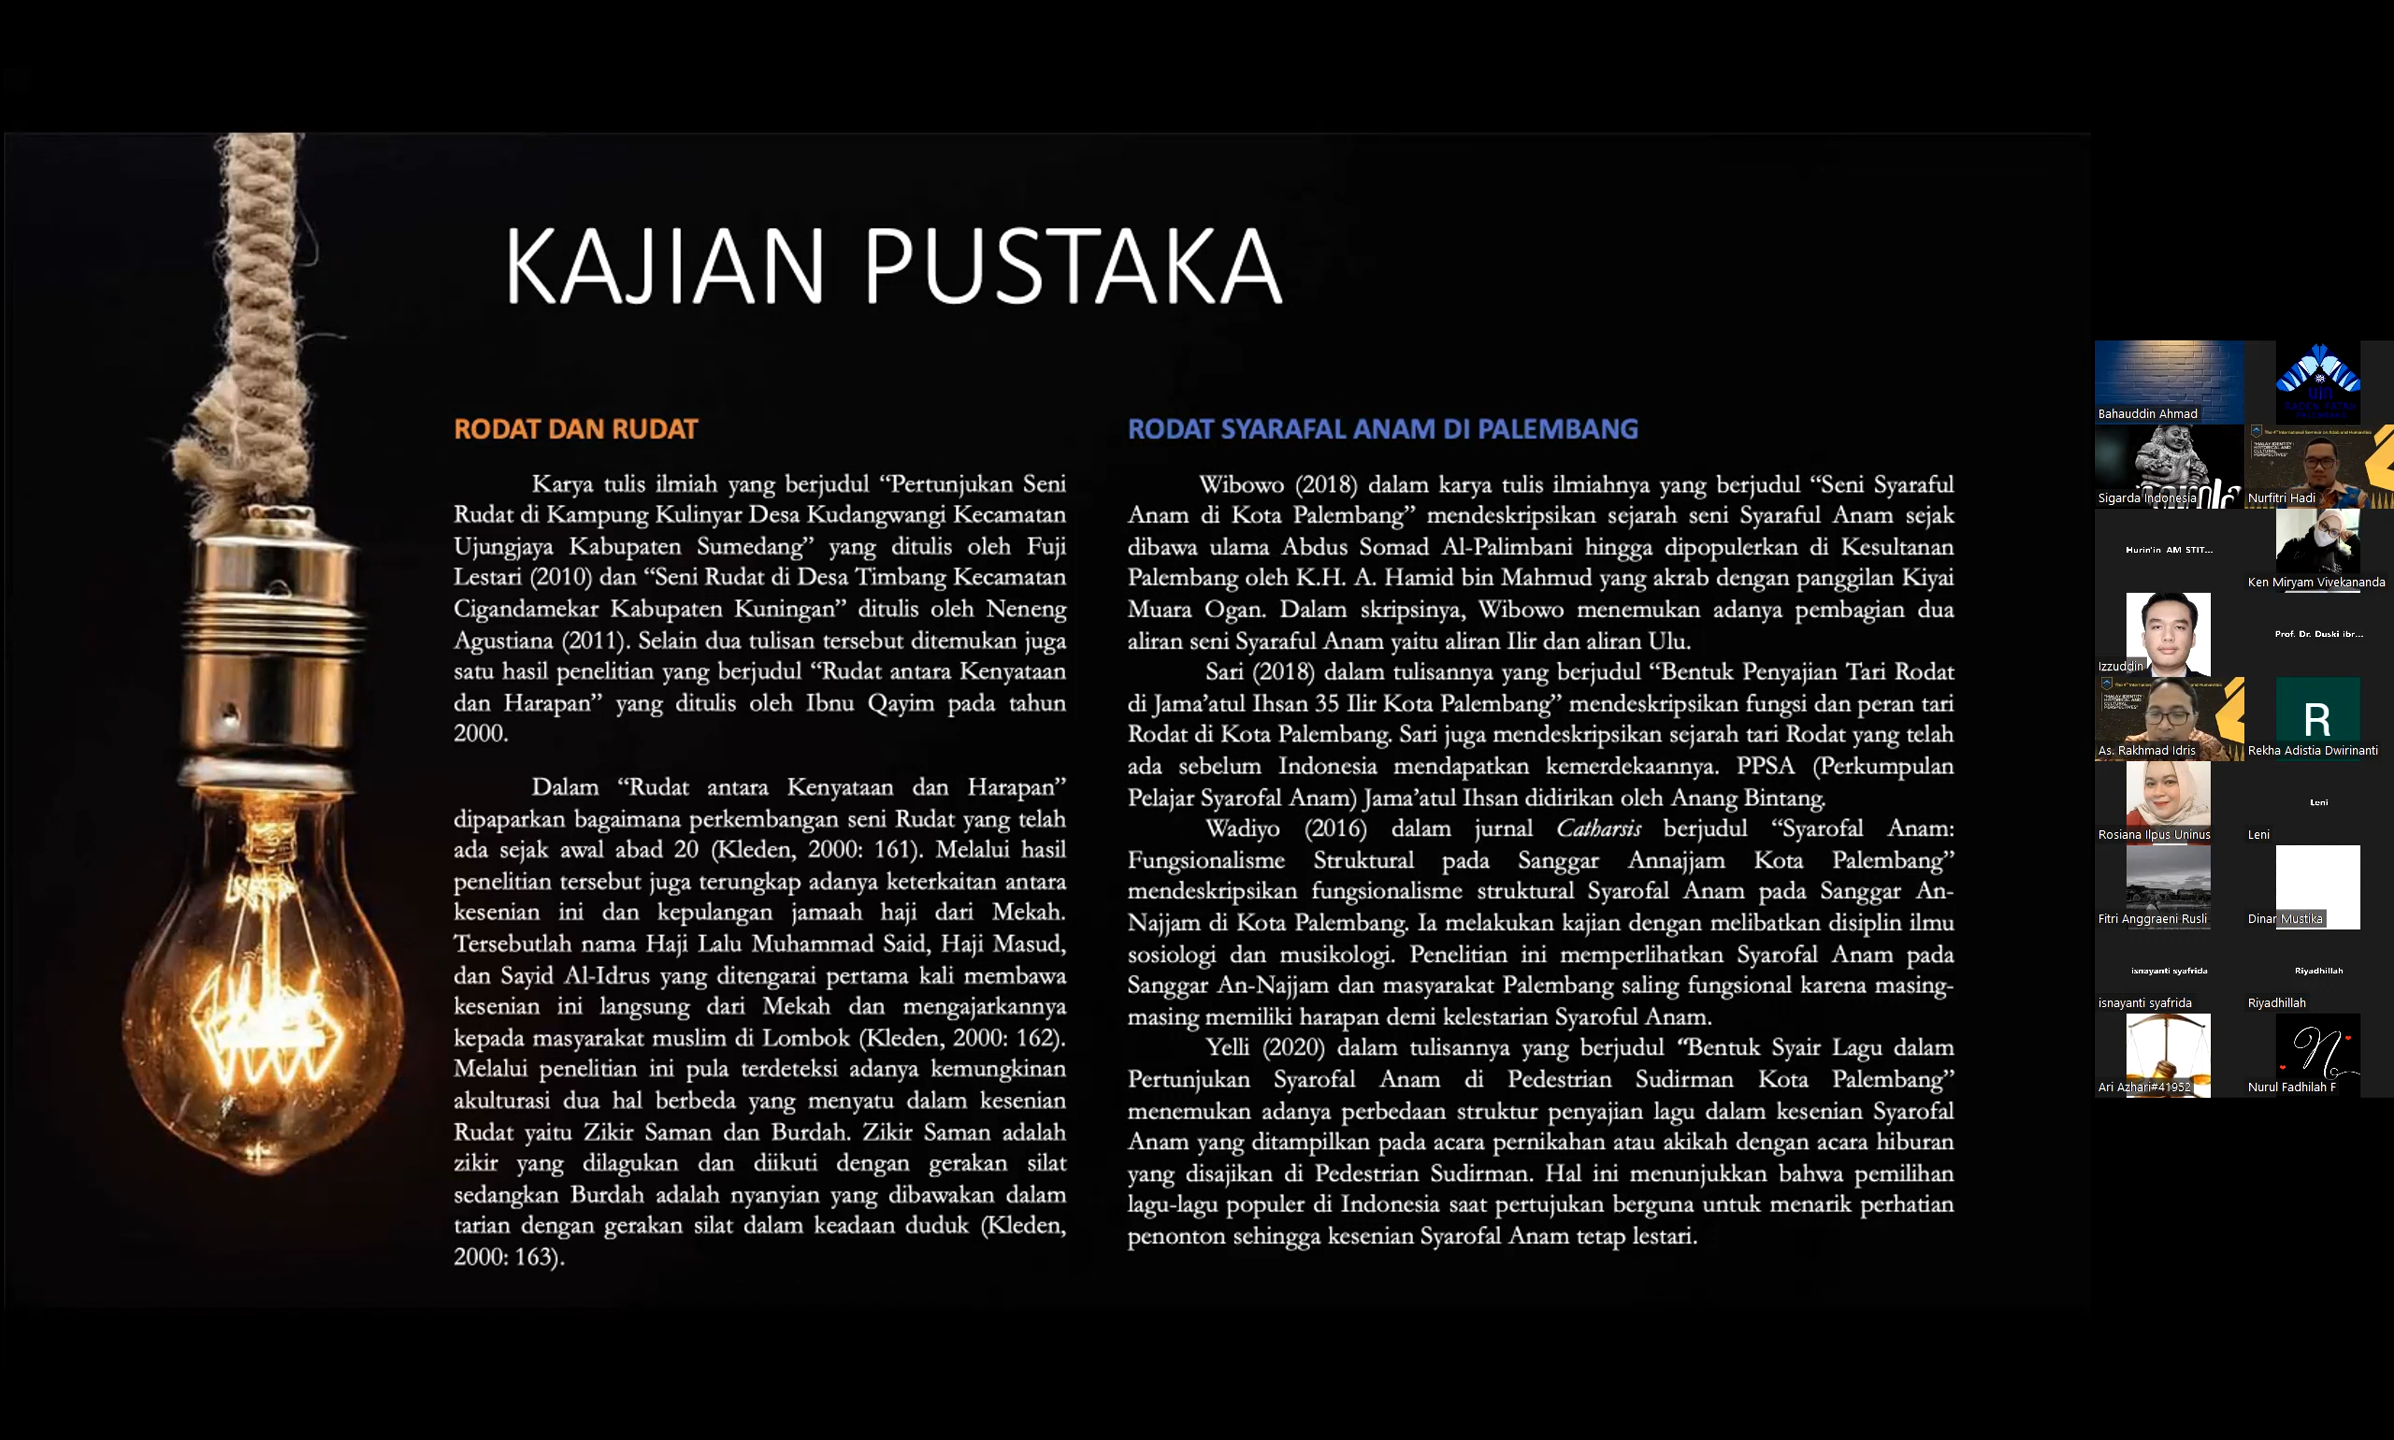 KAJIAN PUSTAKA
RODAT DAN RUDAT
Karya tulis ilmiah yang berjudul “Pertunjukan Seni
Rudat di Kampung Kulinyar Desa Kudangwangi Kecamatan
Ujungjaya Kabupaten Sumedang” yang ditulis oleh Fuji
Lestari (2010) dan “Seni Rudat di Desa Timbang Kecamatan
Cigandamekar Kabupaten Kuningan” ditulis oleh Neneng
Agustiana (2011). Selain dua tulisan tersebut ditemukan juga
satu hasil penelitian yang berjudul “Rudat antara Kenyataan
dan Harapan” yang ditulis oleh Ibnu Qayim pada tahun
2000.
Dalam “Rudat antara Kenyataan dan Harapan”
dipaparkan bagaimana perkembangan seni Rudat yang telah
ada sejak awal abad 20 (Kleden, 2000: 161). Melalui hasil
penelitian tersebut juga terungkap adanya keterkaitan antara
kesenian ini dan kepulangan jamaah haji dari Mekah.
Tersebutlah nama Haji Lalu Muhammad Said, Haji Masud,
dan Sayid Al-Idrus yang ditengarai pertama kali membawa
kesenian ini langsung dari Mekah dan mengajarkannya
kepada masyarakat muslim di Lombok (Kleden, 2000: 162).
Melalui penelitian ini pula terdeteksi adanya kemungkinan
akulturasi dua hal berbeda yang menyatu dalam kesenian
Rudat yaitu Zikir Saman dan Burdah. Zikir Saman adalah
zikir yang dilagukan dan diikuti dengan gerakan silat
sedangkan Burdah adalah nyanyian yang dibawakan dalam
tarian dengan gerakan silat dalam keadaan duduk (Kleden,
2000: 163).
RODAT SYARAFAL ANAM DI PALEMBANG
Wibowo (2018) dalam karya tulis ilmiahnya yang berjudul “Seni Syaraful
Anam di Kota Palembang” mendeskripsikan sejarah seni Syaraful Anam sejak
dibawa ulama Abdus Somad Al-Palimbani hingga dipopulerkan di Kesultanan
Palembang oleh K.H. A. Hamid bin Mahmud yang akrab dengan panggilan Kiyai
Muara Ogan. Dalam skripsinya, Wibowo menemukan adanya pembagian dua
aliran seni Syaraful Anam yaitu aliran Ilir dan aliran Ulu.
Sari (2018) dalam tulisannya yang berjudul “Bentuk Penyajian Tari Rodat
di Jama’atul Ihsan 35 Ilir Kota Palembang” mendeskripsikan fungsi dan peran tari
Rodat di Kota Palembang. Sari juga mendeskripsikan sejarah tari Rodat yang telah
ada sebelum Indonesia mendapatkan kemerdekaannya. PPSA (Perkumpulan
Pelajar Syarofal Anam) Jama’atul Ihsan didirikan oleh Anang Bintang.
Wadiyo (2016) dalam jurnal Catharsis berjudul “Syarofal Anam:
Fungsionalisme Struktural pada Sanggar Annajjam Kota Palembang”
mendeskripsikan fungsionalisme struktural Syarofal Anam pada Sanggar An-
Najjam di Kota Palembang. Ia melakukan kajian dengan melibatkan disiplin ilmu
sosiologi dan musikologi. Penelitian ini memperlihatkan Syarofal Anam pada
Sanggar An-Najjam dan masyarakat Palembang saling fungsional karena masing-
masing memiliki harapan demi kelestarian Syaroful Anam.
Yelli (2020) dalam tulisannya yang berjudul “Bentuk Syair Lagu dalam
Pertunjukan Syarofal Anam di Pedestrian Sudirman Kota Palembang”
menemukan adanya perbedaan struktur penyajian lagu dalam kesenian Syarofal
Anam yang ditampilkan pada acara pernikahan atau akikah dengan acara hiburan
yang disajikan di Pedestrian Sudirman. Hal ini menunjukkan bahwa pemilihan
lagu-lagu populer di Indonesia saat pertujukan berguna untuk menarik perhatian
penonton sehingga kesenian Syarofal Anam tetap lestari.
Bahauddin Ahmad
uin
RADEN FATAH
Sigarda Indonesia
Nurfitri Hadi
Hurin'in AM STIT...
Ken Miryam Vivekananda
Izzuddin
Prof. Dr. Duski ibr...
As. Rakhmad Idris
R
Rekha Adistia Dwirinanti
Rosiana Ilpus Uninus
Leni
Leni
Fitri Anggraeni Rusli
Dinar Mustika
isnayanti syafrida
isnayanti syafrida
Riyadhillah
Riyadhillah
Ari Azhari#41952
Nurul Fadhilah F